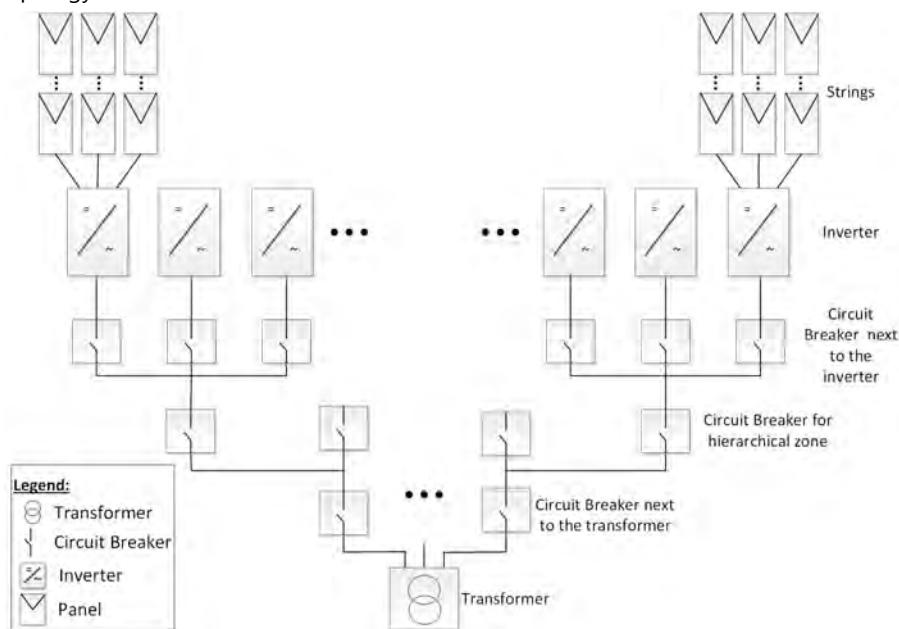 Strings
Inverter
Circuit
Breaker next
to the
inverter
Circuit Breaker for
hierarchical zone
Circuit Breaker next
to the transformer
Transformer
Legend:
Transformer
Circuit Breaker
Inverter
Panel